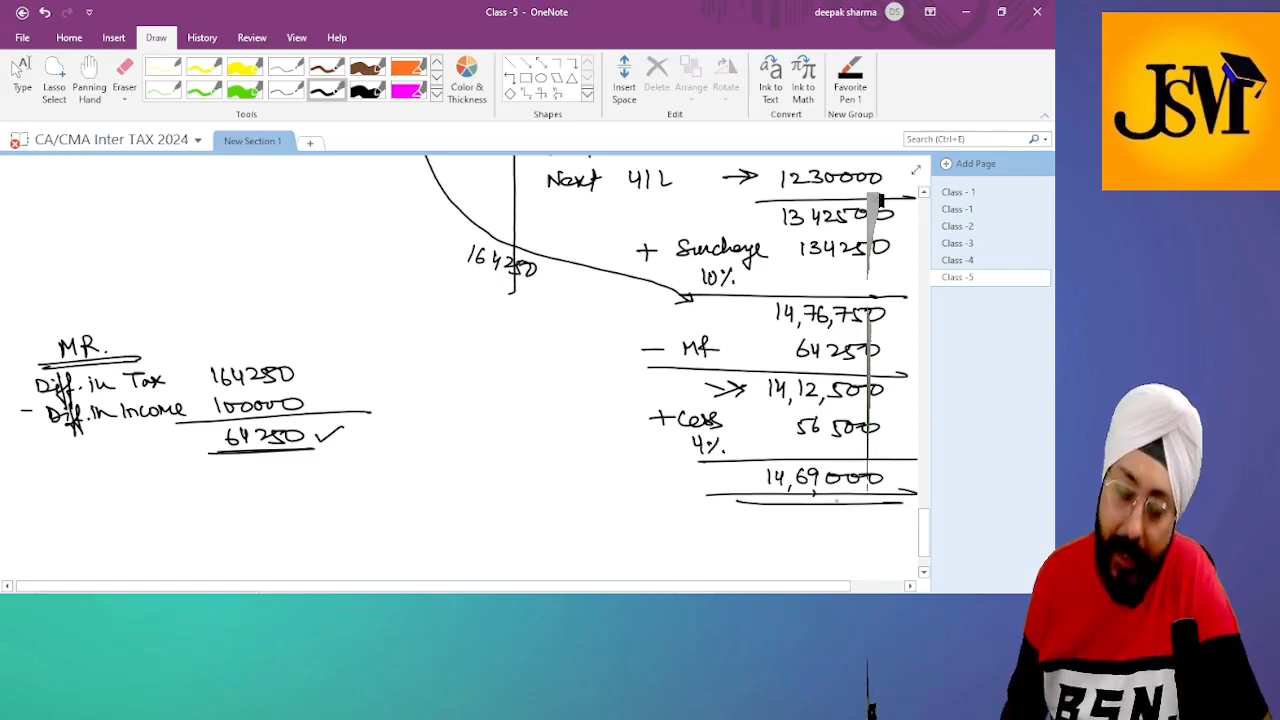 Class -5 - OneNote
deepak sharma
DS
File Home Insert Draw History Review View Help
Type
Lasso Select
Panning Hand
Eraser
Color & Thickness
Insert Space
Delete
Arrange
Rotate
Ink to Text
Ink to Math
Favorite Pen 1
Tools
Shapes
Edit
Convert
New Group
CA/CMA Inter TAX 2024
New Section 1
Search (Ctrl+E)
Add Page
Class - 1
Class -1
Class -2
Class -3
Class -4
Class -5
Next 41L → 1230000
1342500
+ Surcharge 134250
10%
164250
14,76,750
- MR 64250
>> 14,12,500
+Cess 56500
4%
14,69,000
MR.
Diff. in Tax 164250
- Diff. in Income 100000
64250 ✓
JSM
BSN.